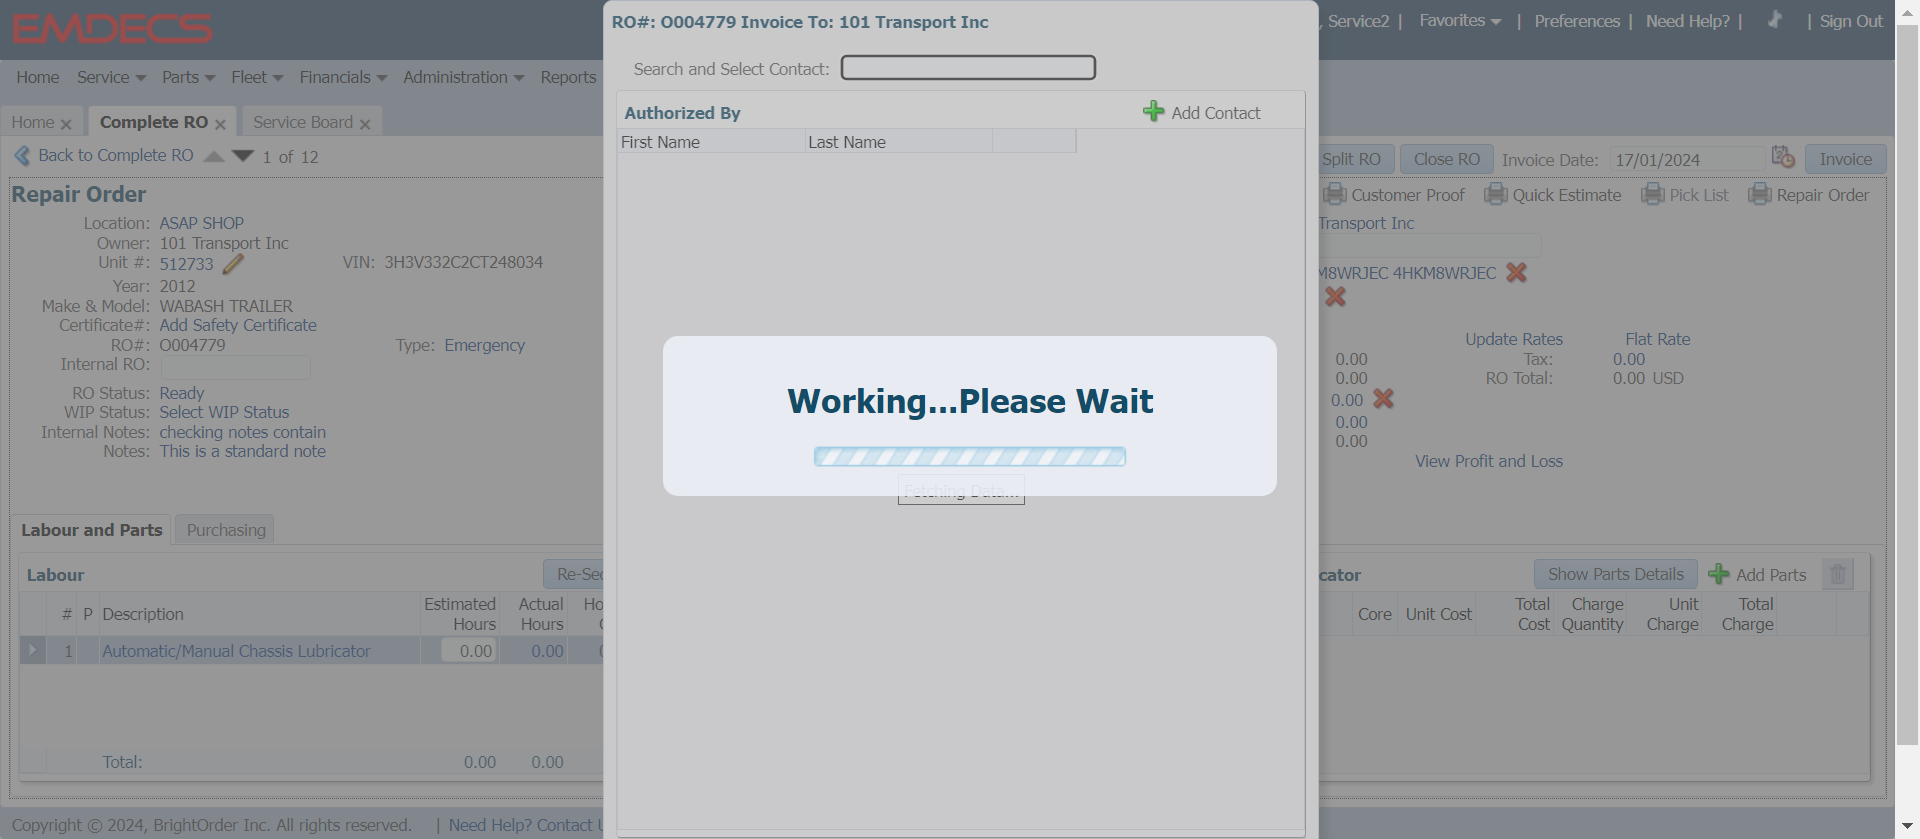 EMDECS
, Service2 | Favorites | Preferences | Need Help? | | Sign Out
Home Service Parts Fleet Financials Administration Reports
Home Complete RO Service Board
Back to Complete RO 1 of 12
Split RO Close RO Invoice Date: 17/01/2024 Invoice
Customer Proof Quick Estimate Pick List Repair Order
Repair Order
Location: ASAP SHOP
Owner: 101 Transport Inc
Unit #: 512733 VIN: 3H3V332C2CT248034
Year: 2012
Make & Model: WABASH TRAILER
Certificate#: Add Safety Certificate
RO#: O004779 Type: Emergency
Internal RO:
RO Status: Ready
WIP Status: Select WIP Status
Internal Notes: checking notes contain
Notes: This is a standard note
Transport Inc
M8WRJEC 4HKM8WRJEC
Update Rates Flat Rate
0.00 Tax: 0.00
0.00 RO Total: 0.00 USD
0.00
0.00
0.00
View Profit and Loss
RO#: O004779 Invoice To: 101 Transport Inc
Search and Select Contact:
Authorized By Add Contact
First Name Last Name
Working...Please Wait
Fetching Data...
Labour and Parts Purchasing
Labour Re-Sec
# P Description Estimated Hours Actual Hours Ho
1 Automatic/Manual Chassis Lubricator 0.00 0.00
Total: 0.00 0.00
cator Show Parts Details Add Parts
Core Unit Cost Total Cost Charge Quantity Unit Charge Total Charge
Copyright © 2024, BrightOrder Inc. All rights reserved. | Need Help? Contact